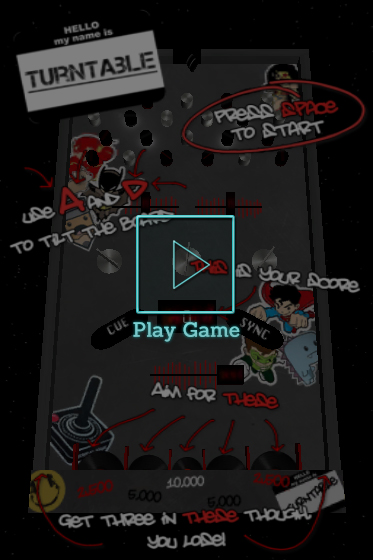 HELLO
my name is
TURNTABLE
PRESS SPACE
TO START
USE A AND D
TO TILT THE BOARD
THIS IS YOUR SCORE
CUE
SYNC
Play Game
AIM FOR THESE
10,000
5,000
5,000
GET THREE IN THESE THOUGH,
YOU LOSE!